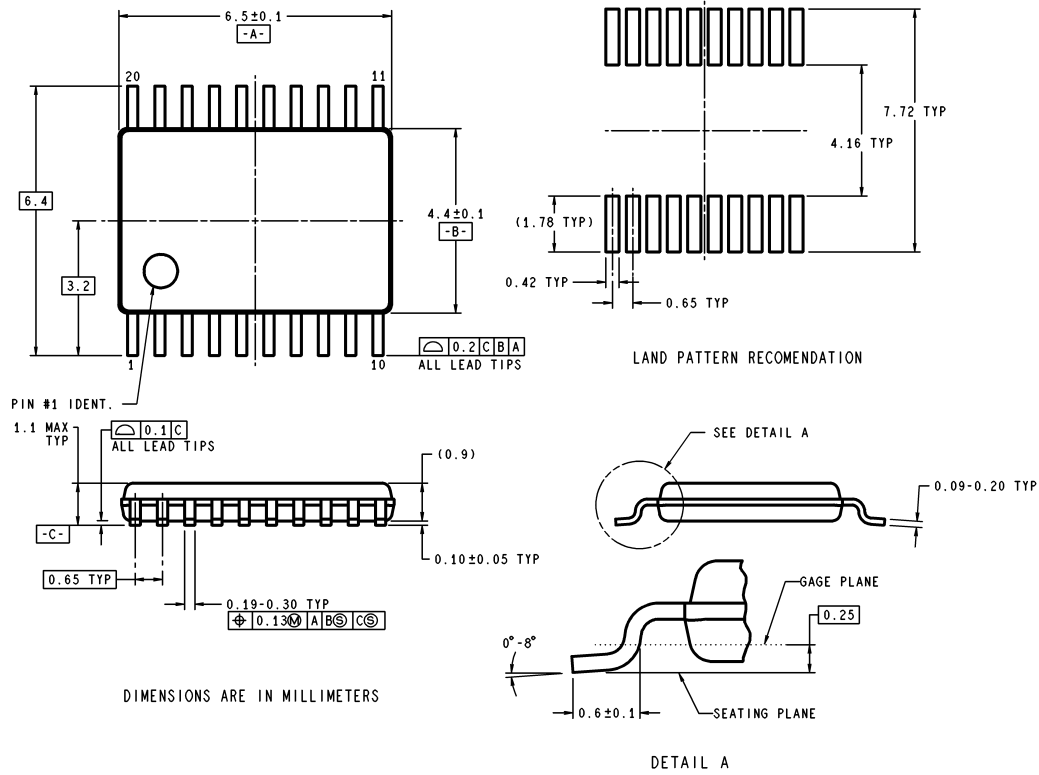 6.5±0.1
-A-
20
11
7.72 TYP
4.16 TYP
6.4
4.4±0.1
-B-
(1.78 TYP)
3.2
0.42 TYP
0.65 TYP
0.2 C B A
ALL LEAD TIPS
1
10
LAND PATTERN RECOMENDATION
PIN #1 IDENT.
1.1 MAX
TYP
0.1 C
ALL LEAD TIPS
(0.9)
SEE DETAIL A
0.09-0.20 TYP
-C-
0.10±0.05 TYP
0.65 TYP
GAGE PLANE
0.19-0.30 TYP
0.25
⌖ 0.13Ⓜ A BⓈ CⓈ
0°-8°
DIMENSIONS ARE IN MILLIMETERS
0.6±0.1
SEATING PLANE
DETAIL A